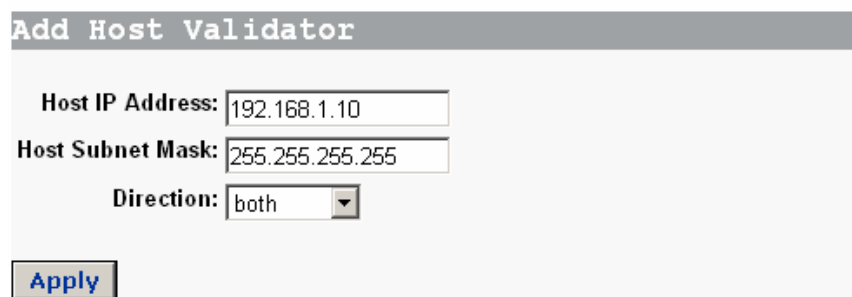 Add Host Validator
Host IP Address: 192.168.1.10
Host Subnet Mask: 255.255.255.255
Direction: both
Apply